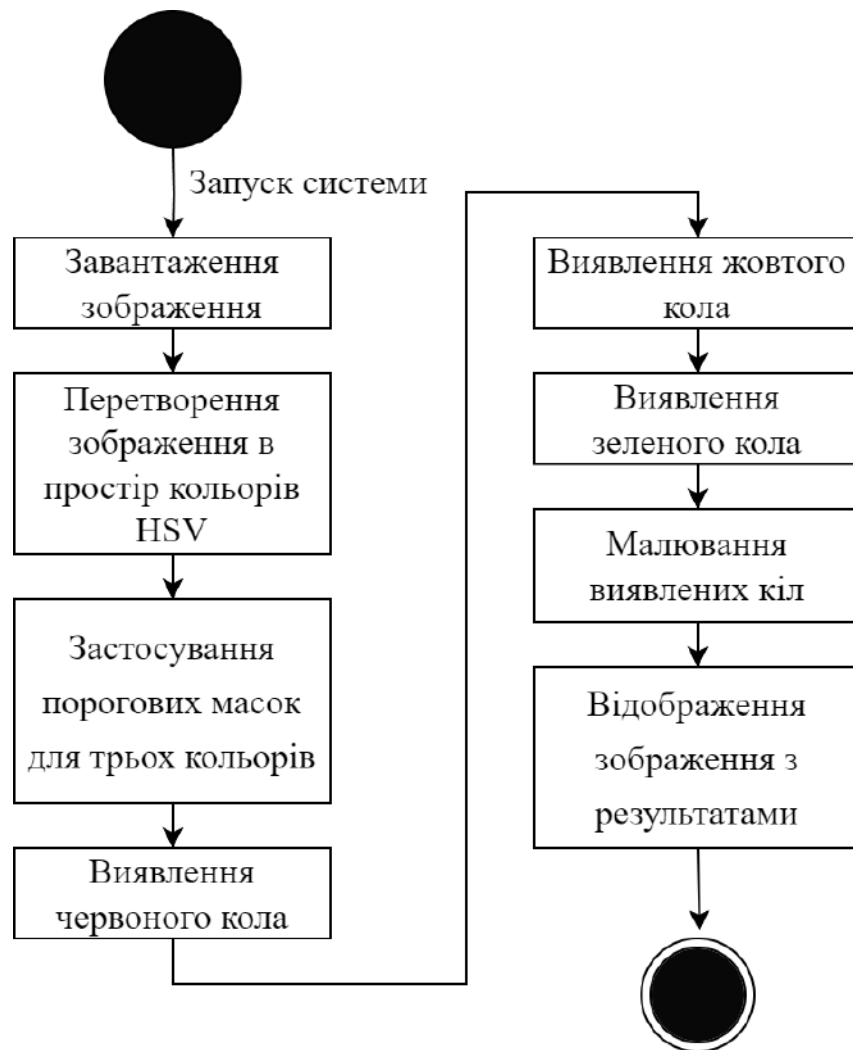 Запуск системи
Завантаження
зображення
Перетворення
зображення в
простір кольорів
HSV
Застосування
порогових масок
для трьох кольорів
Виявлення
червоного кола
Виявлення жовтого
кола
Виявлення
зеленого кола
Малювання
виявлених кіл
Відображення
зображення з
результатами